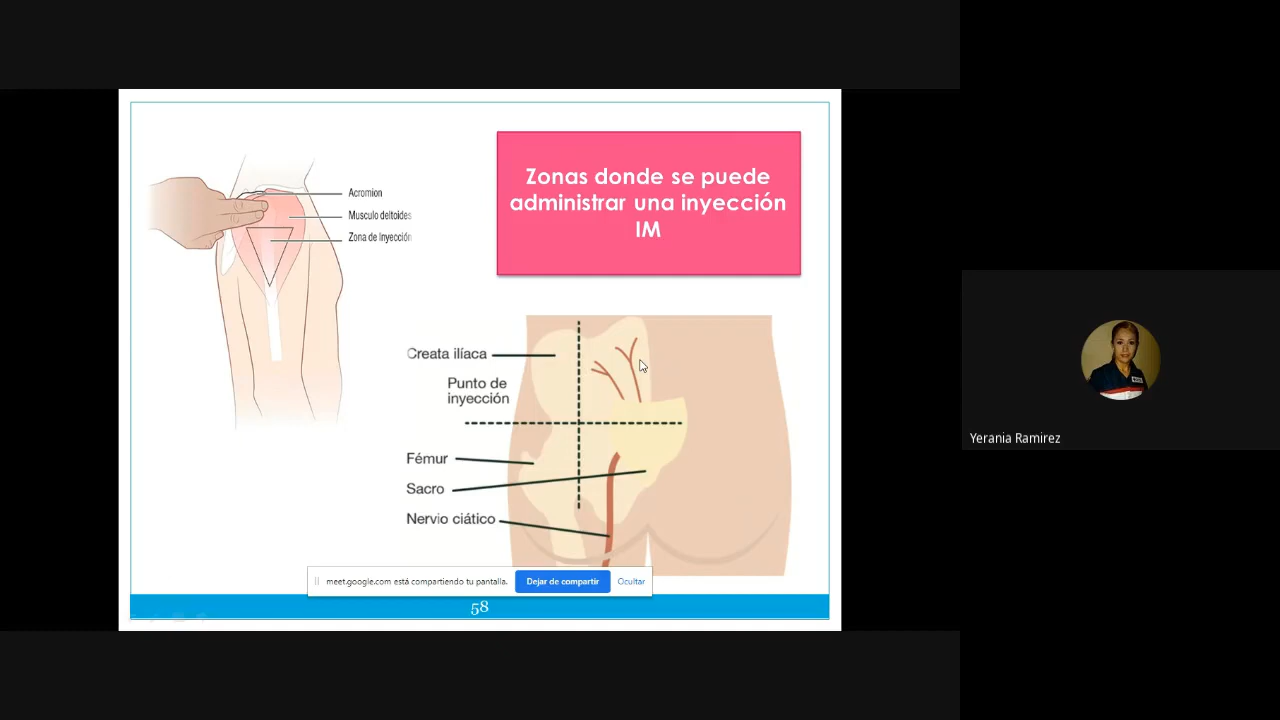 Zonas donde se puede
administrar una inyección
IM
Acromion
Musculo deltoides
Zona de inyección
Creata ilíaca
Punto de
inyección
Fémur
Sacro
Nervio ciático
meet.google.com está compartiendo tu pantalla.
Dejar de compartir
Ocultar
58
Yerania Ramirez